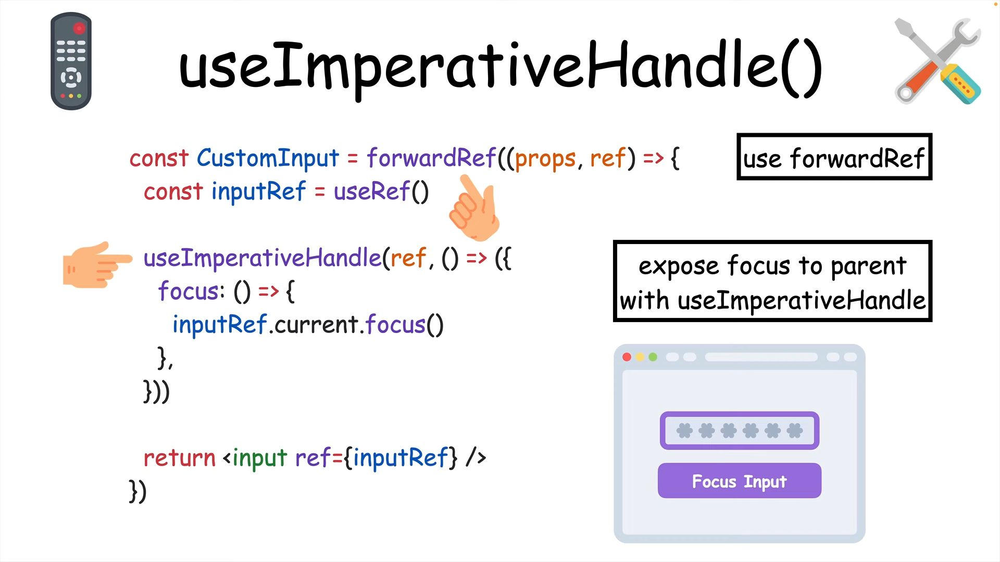 useImperativeHandle()
const CustomInput = forwardRef((props, ref) => {
use forwardRef
const inputRef = useRef()
useImperativeHandle(ref, () => ({
focus: () => {
inputRef.current.focus()
},
}))
return <input ref={inputRef} />
})
expose focus to parent
with useImperativeHandle
Focus Input